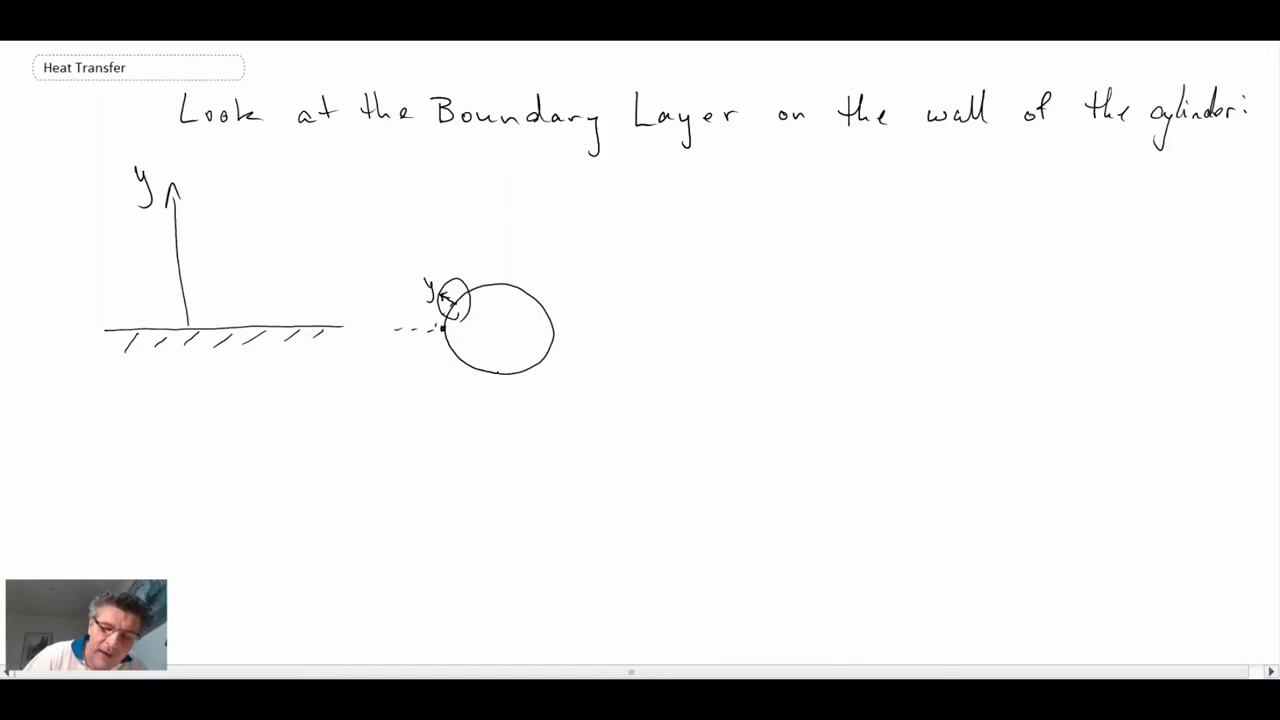 Heat Transfer
Look at the Boundary Layer on the wall of the cylinder:
y
y